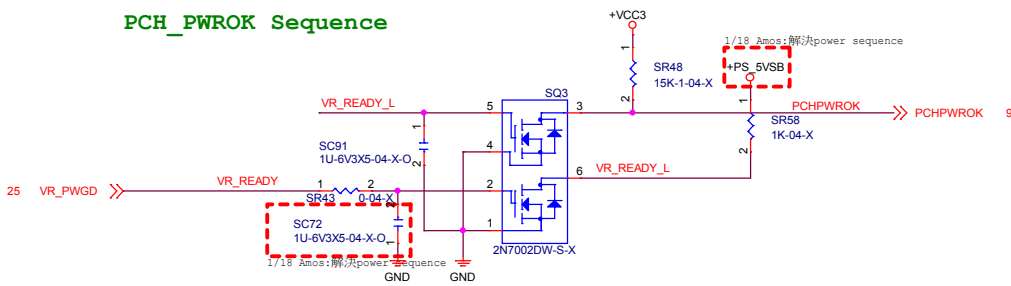 PCH_PWROK Sequence
+VCC3
1/18 Amos:解決power sequence
+PS_5VSB
1
SR48
15K-1-04-X
2
SQ3
VR_READY_L
5
3
PCHPWROK
PCHPWROK
9
1
SR58
1K-04-X
2
1
SC91
1U-6V3X5-04-X-O
2
4
6
VR_READY_L
25
VR_PWGD
VR_READY
1
2
SR43
0-04-X
2
2
SC72
1U-6V3X5-04-X-O
1
1
2N7002DW-S-X
1/18 Amos:解決power sequence
GND
GND